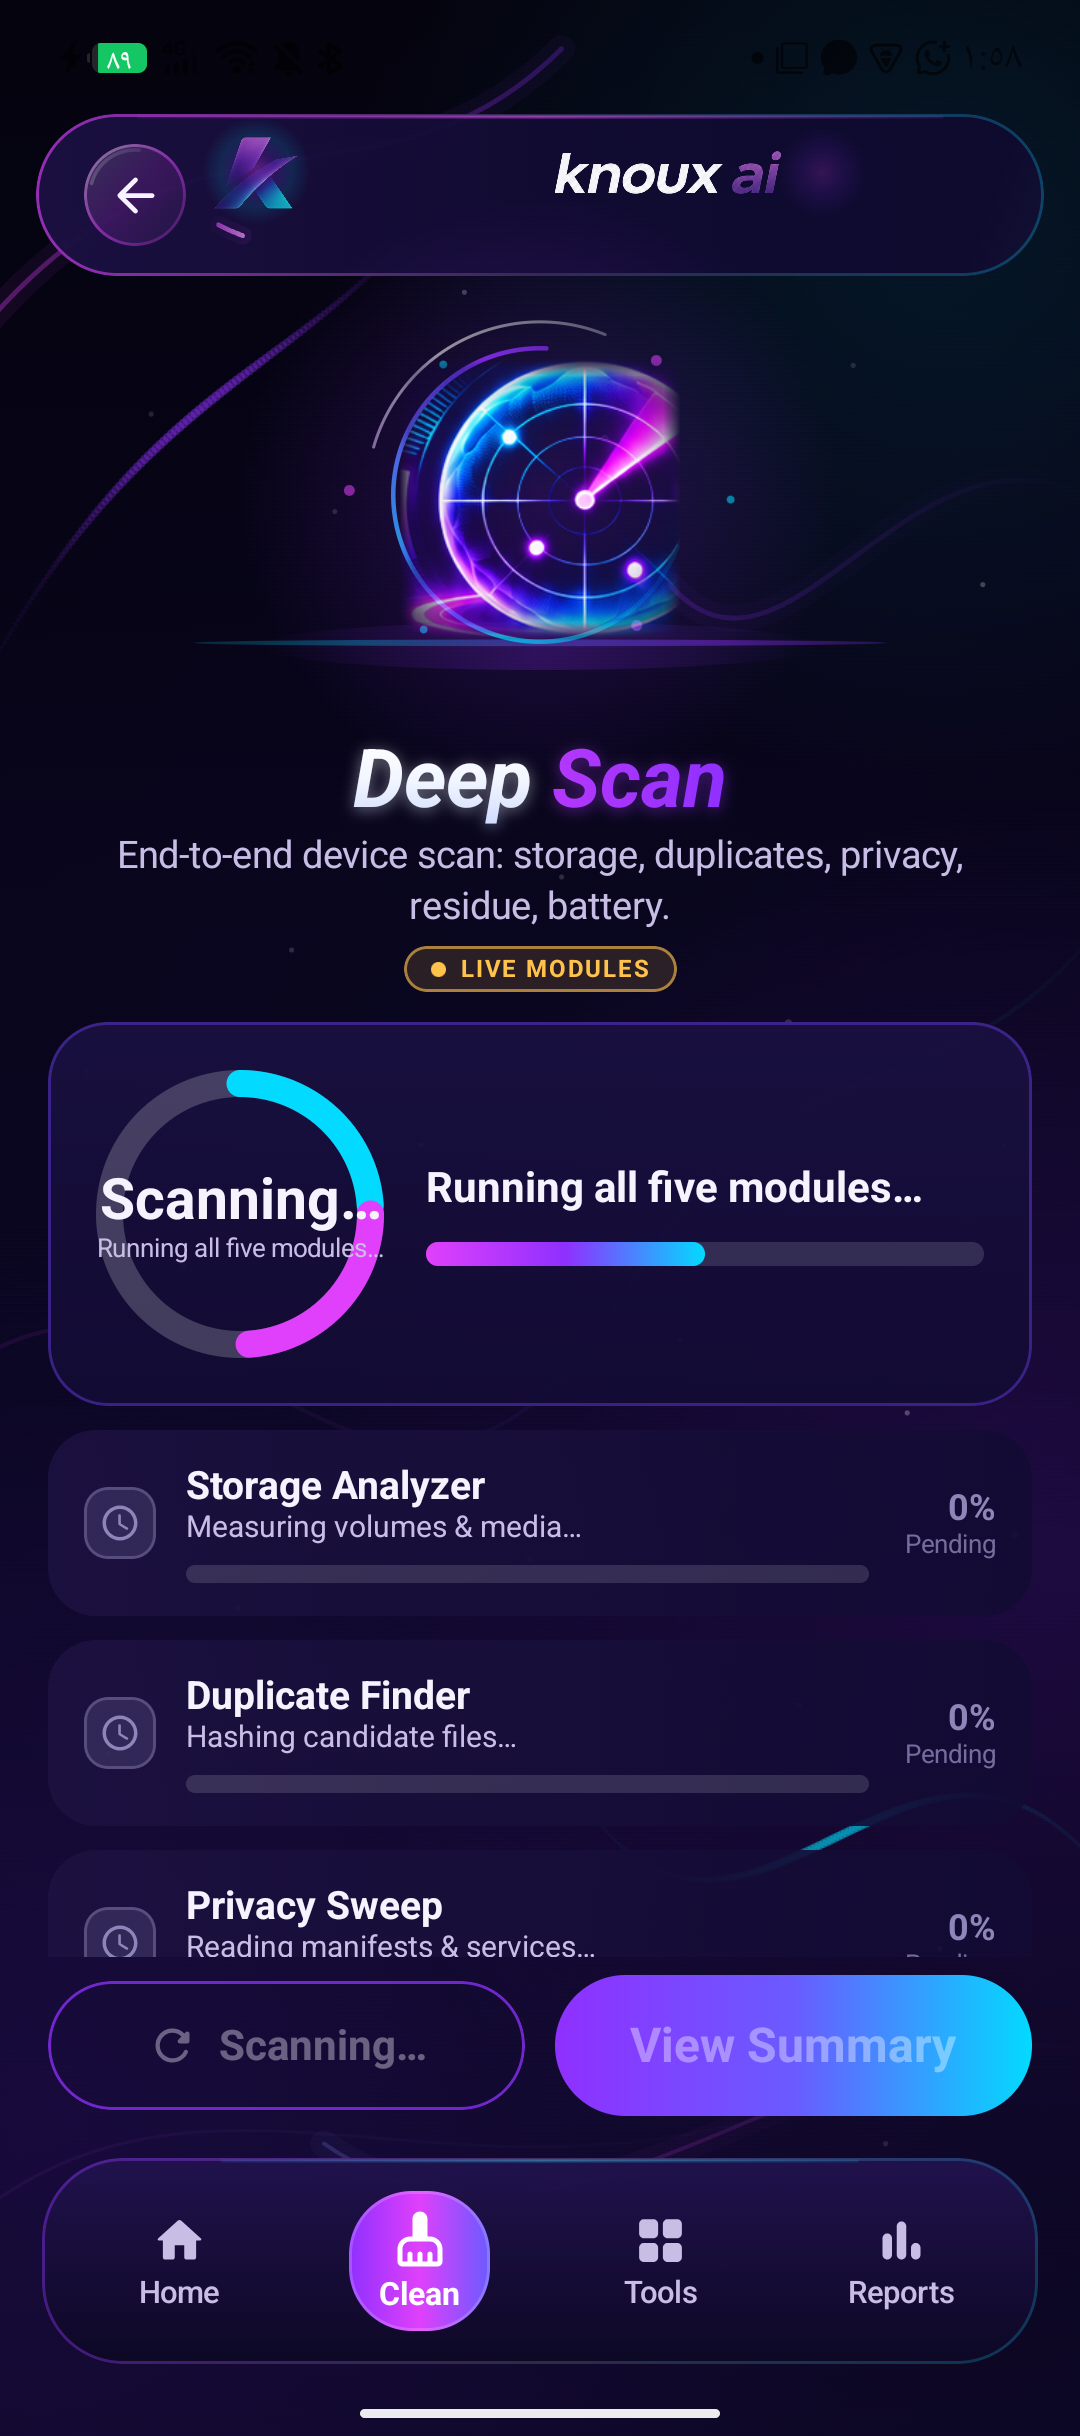 ٨٩
١:٥٨
knoux ai
Deep Scan
End-to-end device scan: storage, duplicates, privacy,
residue, battery.
LIVE MODULES
Scanning...
Running all five modules...
Running all five modules...
Storage Analyzer
Measuring volumes & media...
0%
Pending
Duplicate Finder
Hashing candidate files...
0%
Pending
Privacy Sweep
Reading manifests & services...
0%
Scanning...
View Summary
Home
Clean
Tools
Reports